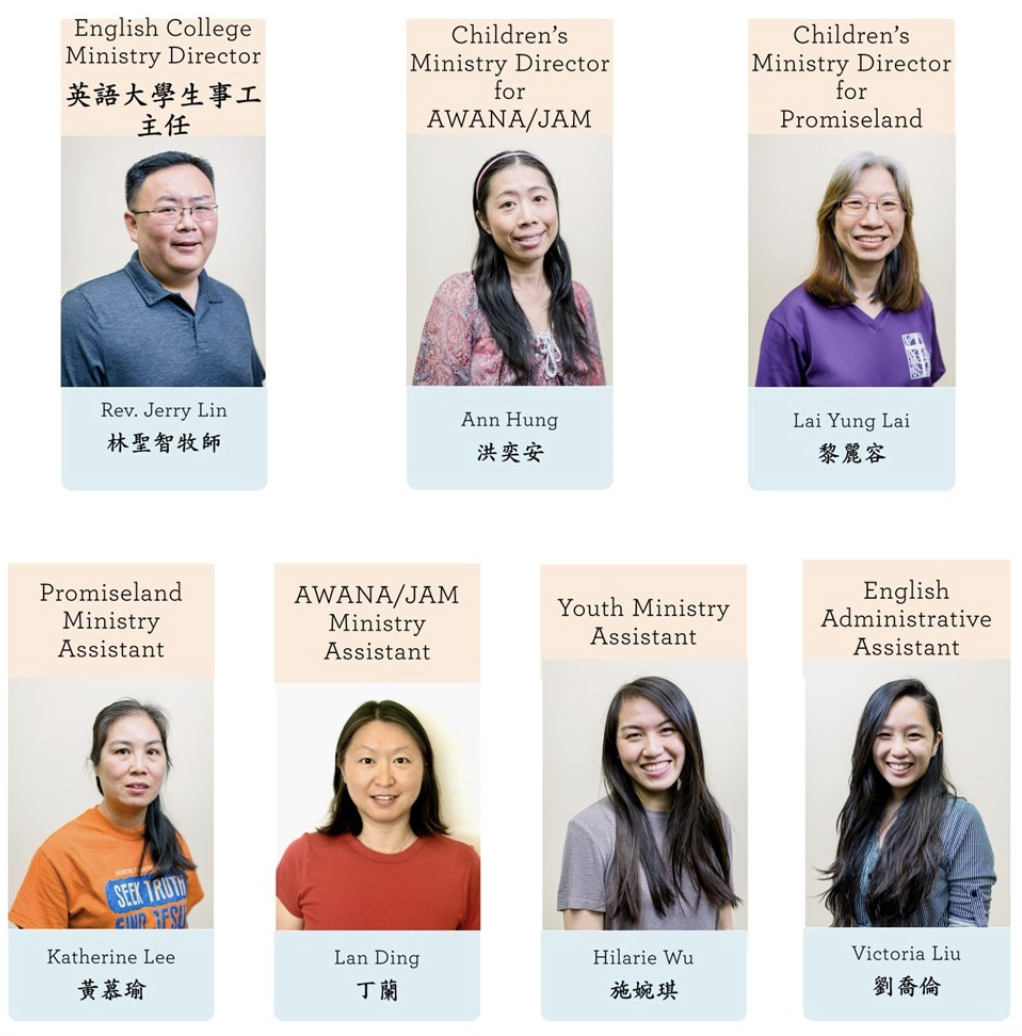 English College
Ministry Director
英語大學生事工
主任
Rev. Jerry Lin
林聖智牧師
Children’s
Ministry Director
for
AWANA/JAM
Ann Hung
洪奕安
Children’s
Ministry Director
for
Promiseland
Lai Yung Lai
黎麗容
Promiseland
Ministry
Assistant
SEEK TRUTH
FIND JESU
Katherine Lee
黃慕瑜
AWANA/JAM
Ministry
Assistant
Lan Ding
丁蘭
Youth Ministry
Assistant
Hilarie Wu
施婉琪
English
Administrative
Assistant
Victoria Liu
劉喬倫